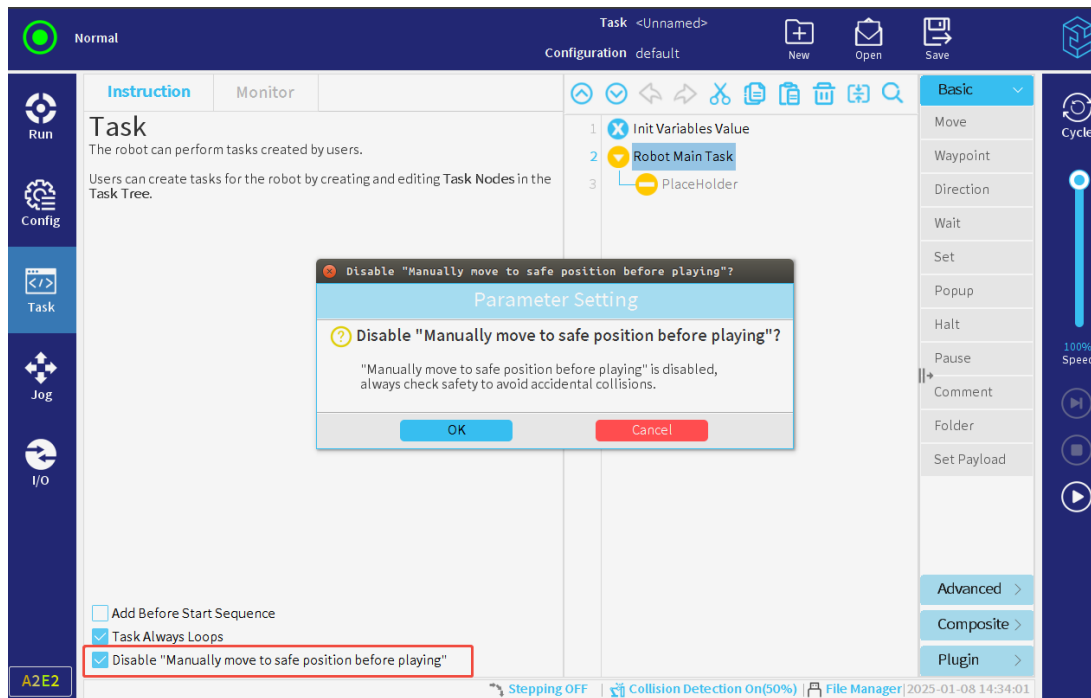 Normal
Task <Unnamed>
Configuration default
New
Open
Save
Run
Config
Task
Jog
I/O
A2E2
Instruction
Monitor
Task
The robot can perform tasks created by users.
Users can create tasks for the robot by creating and editing Task Nodes in the
Task Tree.
1 Init Variables Value
2 Robot Main Task
3 PlaceHolder
Disable "Manually move to safe position before playing"?
Parameter Setting
Disable "Manually move to safe position before playing"?
"Manually move to safe position before playing" is disabled,
always check safety to avoid accidental collisions.
OK
Cancel
Add Before Start Sequence
Task Always Loops
Disable "Manually move to safe position before playing"
Basic
Move
Waypoint
Direction
Wait
Set
Popup
Halt
Pause
Comment
Folder
Set Payload
Advanced
Composite
Plugin
Cycle
100%
Speed
Stepping OFF | Collision Detection On(50%) | File Manager | 2025-01-08 14:34:01